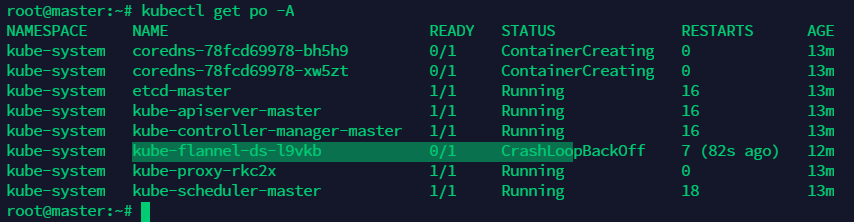 root@master:~# kubectl get po -A
NAMESPACE NAME READY STATUS RESTARTS AGE
kube-system coredns-78fcd69978-bh5h9 0/1 ContainerCreating 0 13m
kube-system coredns-78fcd69978-xw5zt 0/1 ContainerCreating 0 13m
kube-system etcd-master 1/1 Running 16 13m
kube-system kube-apiserver-master 1/1 Running 16 13m
kube-system kube-controller-manager-master 1/1 Running 16 13m
kube-system kube-flannel-ds-l9vkb 0/1 CrashLoopBackOff 7 (82s ago) 12m
kube-system kube-proxy-rkc2x 1/1 Running 0 13m
kube-system kube-scheduler-master 1/1 Running 18 13m
root@master:~#